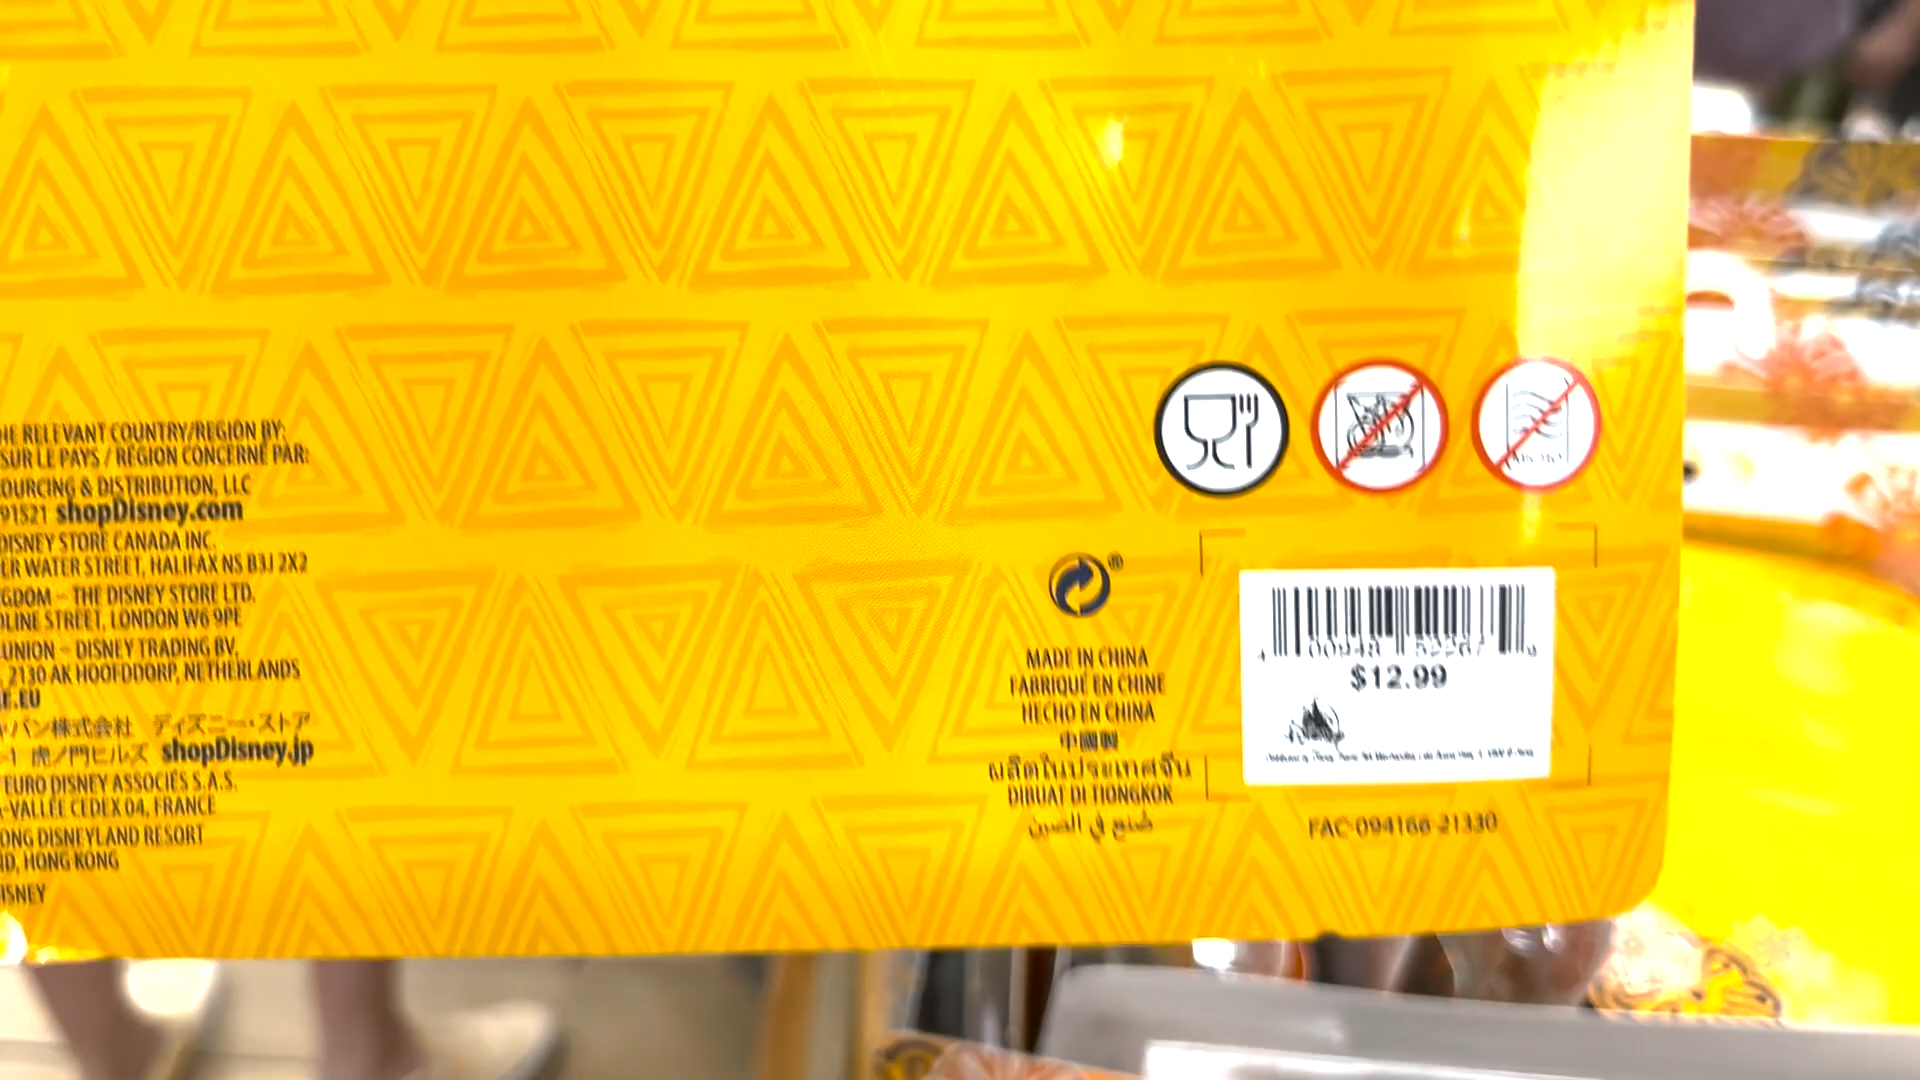 HE RELEVANT COUNTRY/REGION BY:
SUR LE PAYS / RÉGION CONCERNÉ PAR:
OURCING & DISTRIBUTION, LLC
91521 shopDisney.com
DISNEY STORE CANADA INC.
ER WATER STREET, HALIFAX NS B3J 2X2
GDOM – THE DISNEY STORE LTD.
OLINE STREET, LONDON W6 9PE
UNION – DISNEY TRADING BV,
, 2130 AK HOOFDDORP, NETHERLANDS
E.EU
パン株式会社 ディズニー・ストア
-1 虎ノ門ヒルズ shopDisney.jp
EURO DISNEY ASSOCIÉS S.A.S.
-VALLÉE CEDEX 04, FRANCE
ONG DISNEYLAND RESORT
D, HONG KONG
ISNEY
MADE IN CHINA
FABRIQUÉ EN CHINE
HECHO EN CHINA
中國製
ผลิตในประเทศจีน
DIBUAT DI TIONGKOK
صنع في الصين
$12.99
FAC-094166-21330